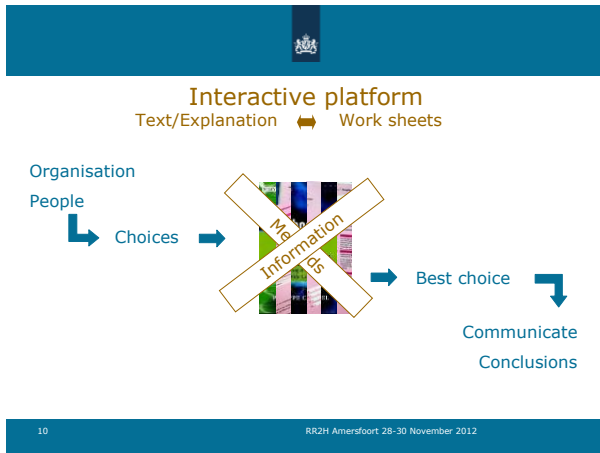 Interactive platform
Text/Explanation ⬌ Work sheets
Organisation
People
Choices
Information
Best choice
Communicate
Conclusions
10 RR2H Amersfoort 28-30 November 2012